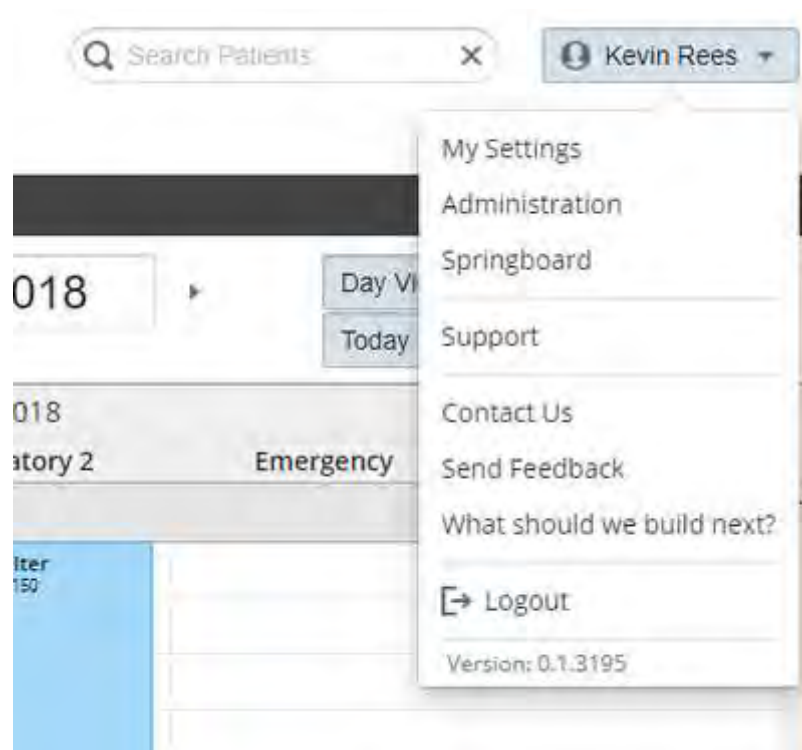 Search Patients
Kevin Rees
My Settings
Administration
Springboard
018
Day Vi
Today
Support
018
atory 2
Emergency
Contact Us
Send Feedback
What should we build next?
lter
150
Logout
Version: 0.1.3195